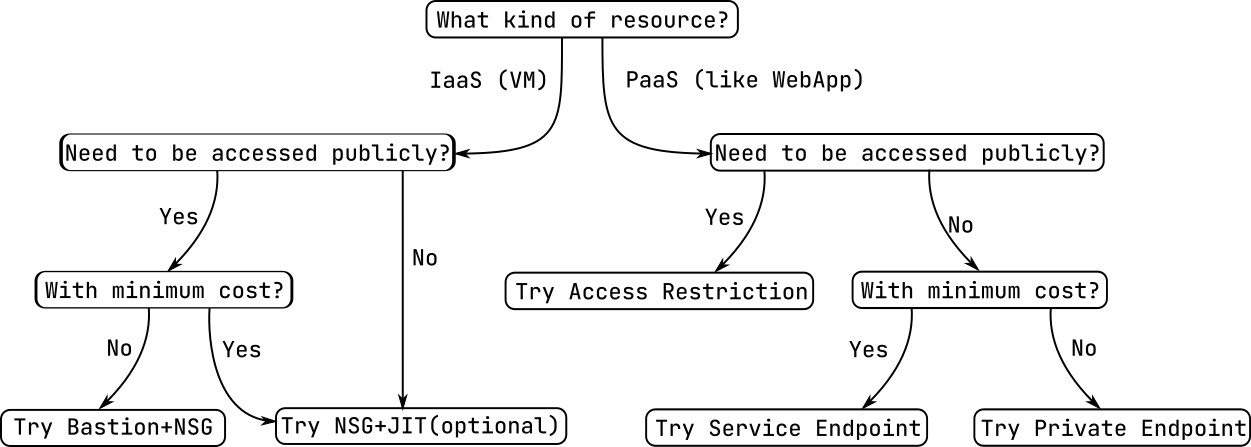 What kind of resource?
IaaS (VM)
PaaS (like WebApp)
Need to be accessed publicly?
Need to be accessed publicly?
Yes
No
Yes
No
With minimum cost?
Try Access Restriction
With minimum cost?
No
Yes
Yes
No
Try Bastion+NSG
Try NSG+JIT(optional)
Try Service Endpoint
Try Private Endpoint